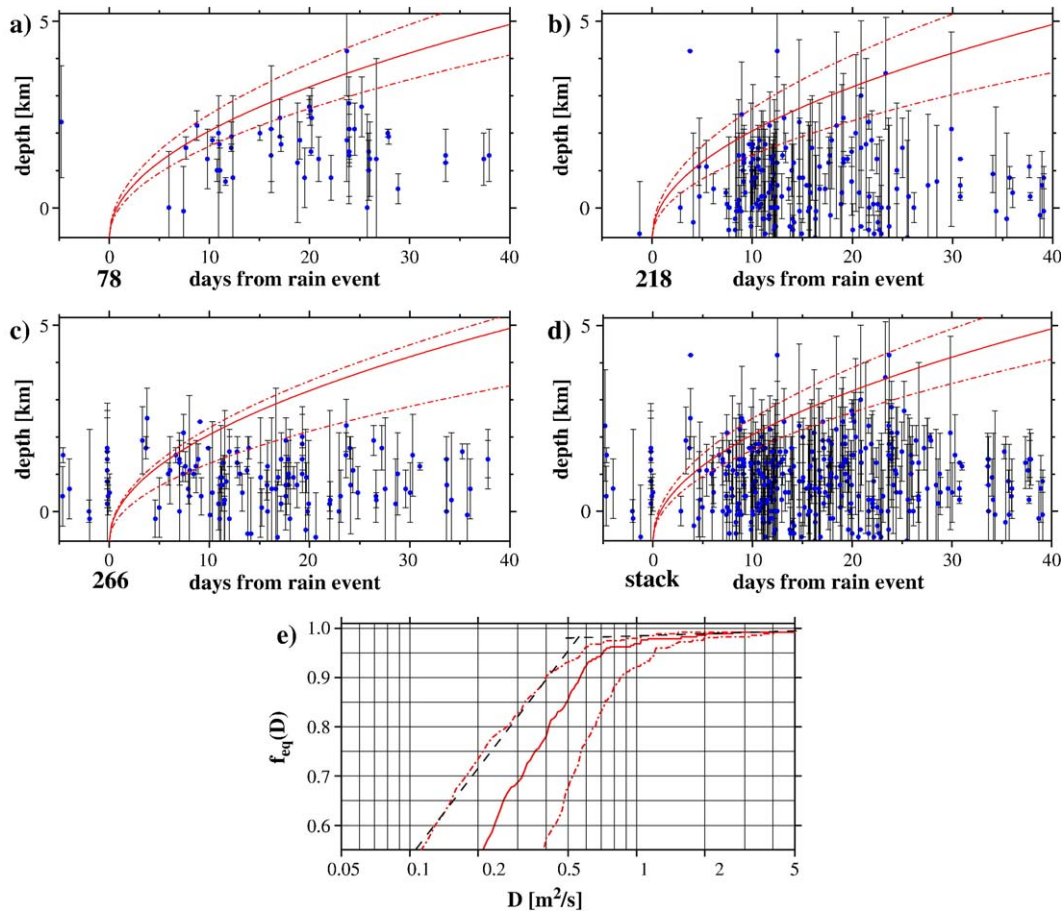 a)
5
depth [km]
0
0 10 20 30 40
78 days from rain event
b)
5
depth [km]
0
0 10 20 30 40
218 days from rain event
c)
5
depth [km]
0
0 10 20 30 40
266 days from rain event
d)
5
depth [km]
0
0 10 20 30 40
stack days from rain event
e)
1.0
0.9
0.8
0.7
0.6
f_eq(D)
0.05 0.1 0.2 0.5 1 2 5
D [m²/s]